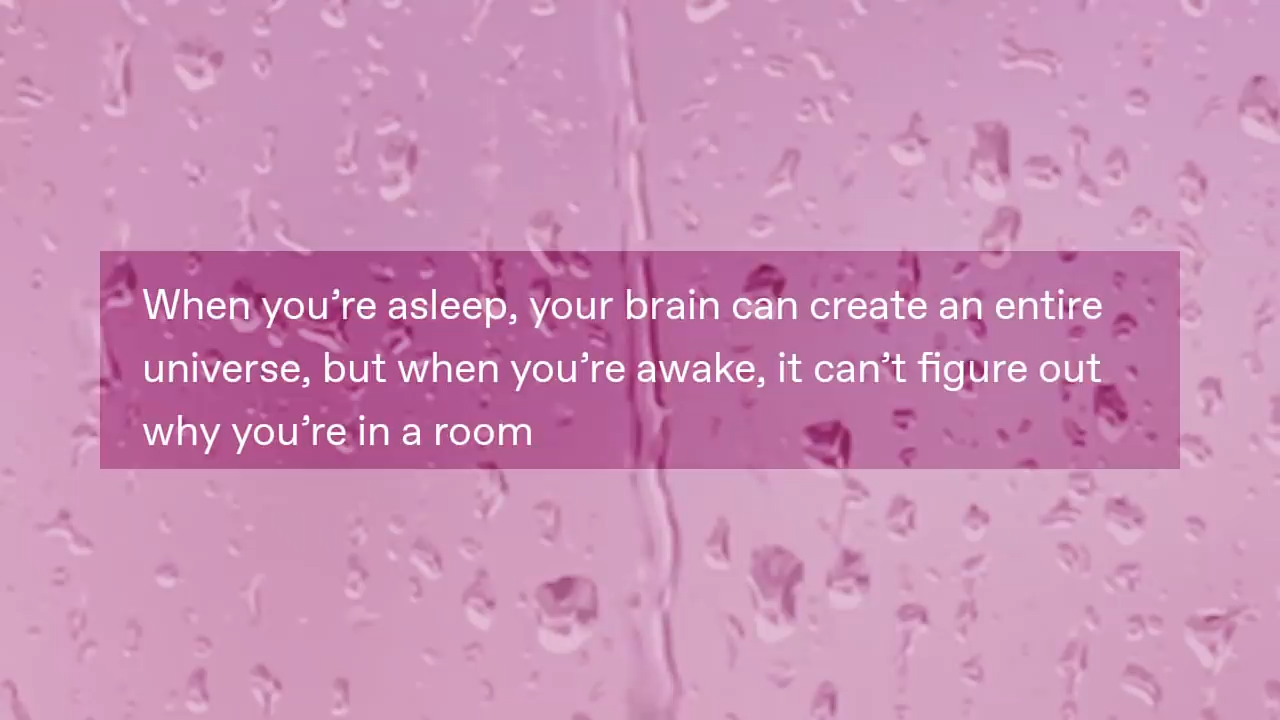 When you’re asleep, your brain can create an entire
universe, but when you’re awake, it can’t figure out
why you’re in a room